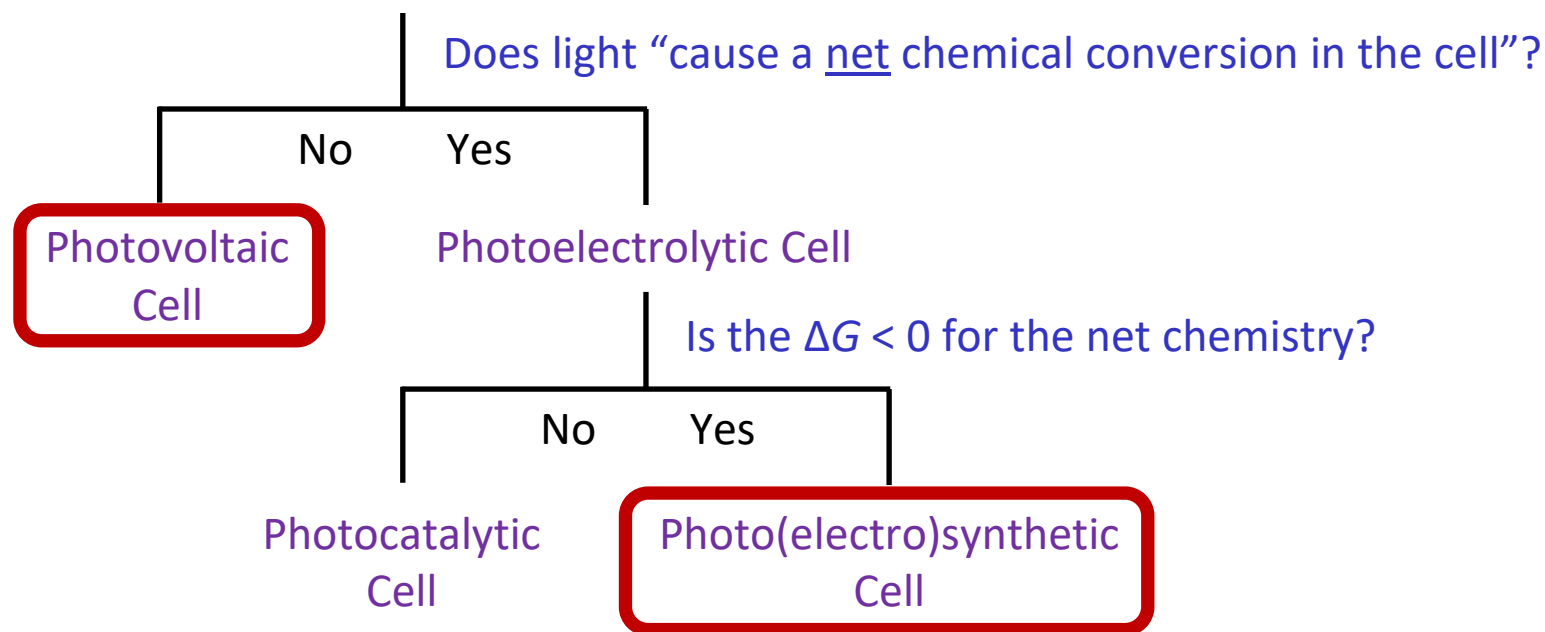 Does light “cause a net chemical conversion in the cell”?
No Yes
Photovoltaic
Cell
Photoelectrolytic Cell
Is the ΔG < 0 for the net chemistry?
No Yes
Photocatalytic
Cell
Photo(electro)synthetic
Cell